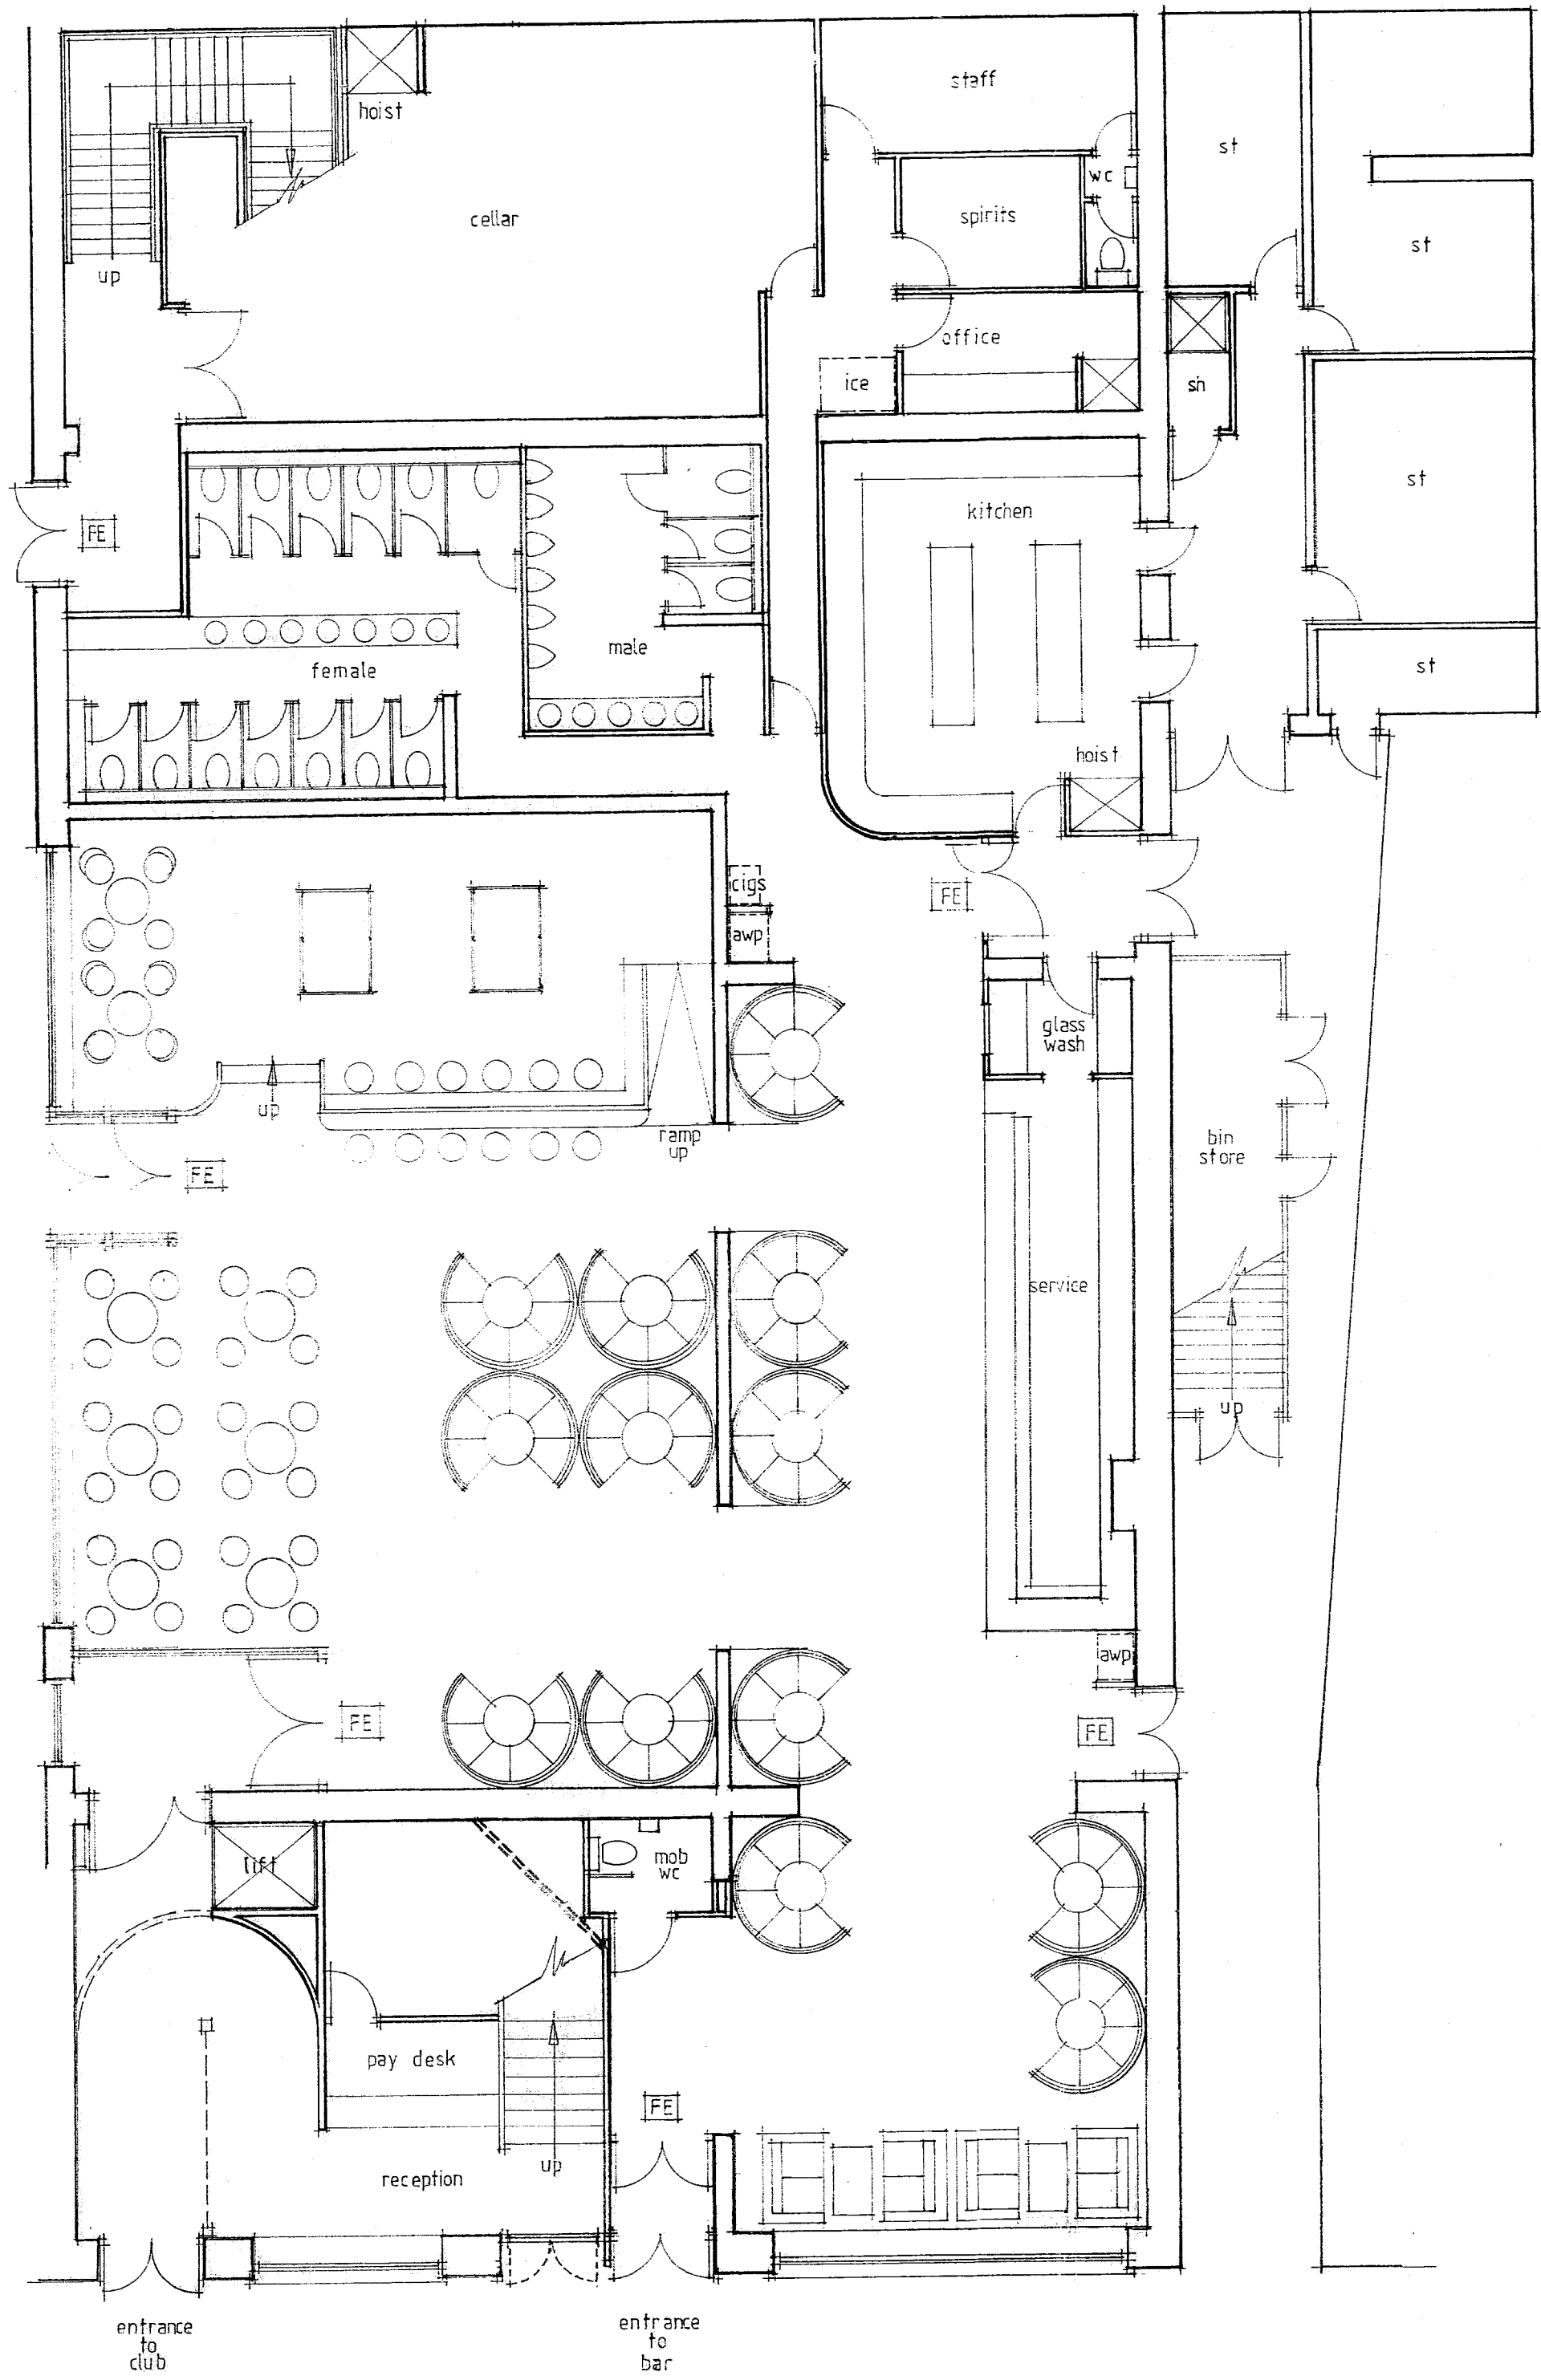 staff
hoist
st
wc
cellar
spirits
st
up
office
ice
sh
st
kitchen
FE
male
female
st
hoist
cigs
FE
awp
glass
wash
up
ramp
up
bin
store
FE
service
up
awp
FE
FE
lift
mob
wc
pay desk
FE
up
reception
entrance
to
club
entrance
to
bar